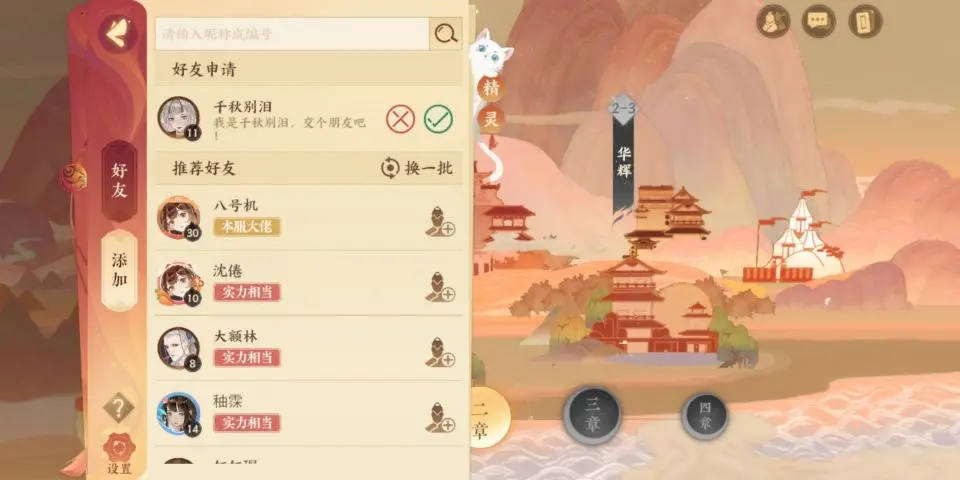 请输入昵称或编号
好友申请
千秋别泪
我是千秋别泪，交个朋友吧
！
11
推荐好友
换一批
八号机
30
本服大佬
沈倦
10
实力相当
大额林
8
实力相当
秞霂
14
实力相当
好友
添加
?
设置
精灵
2-3
华辉
二章
三章
四章